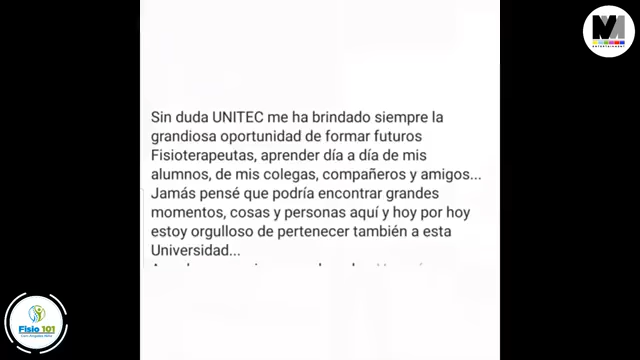 Sin duda UNITEC me ha brindado siempre la
grandiosa oportunidad de formar futuros
Fisioterapeutas, aprender día a día de mis
alumnos, de mis colegas, compañeros y amigos...
Jamás pensé que podría encontrar grandes
momentos, cosas y personas aquí y hoy por hoy
estoy orgulloso de pertenecer también a esta
Universidad...
Fisio 101
ENTERTAINMENT